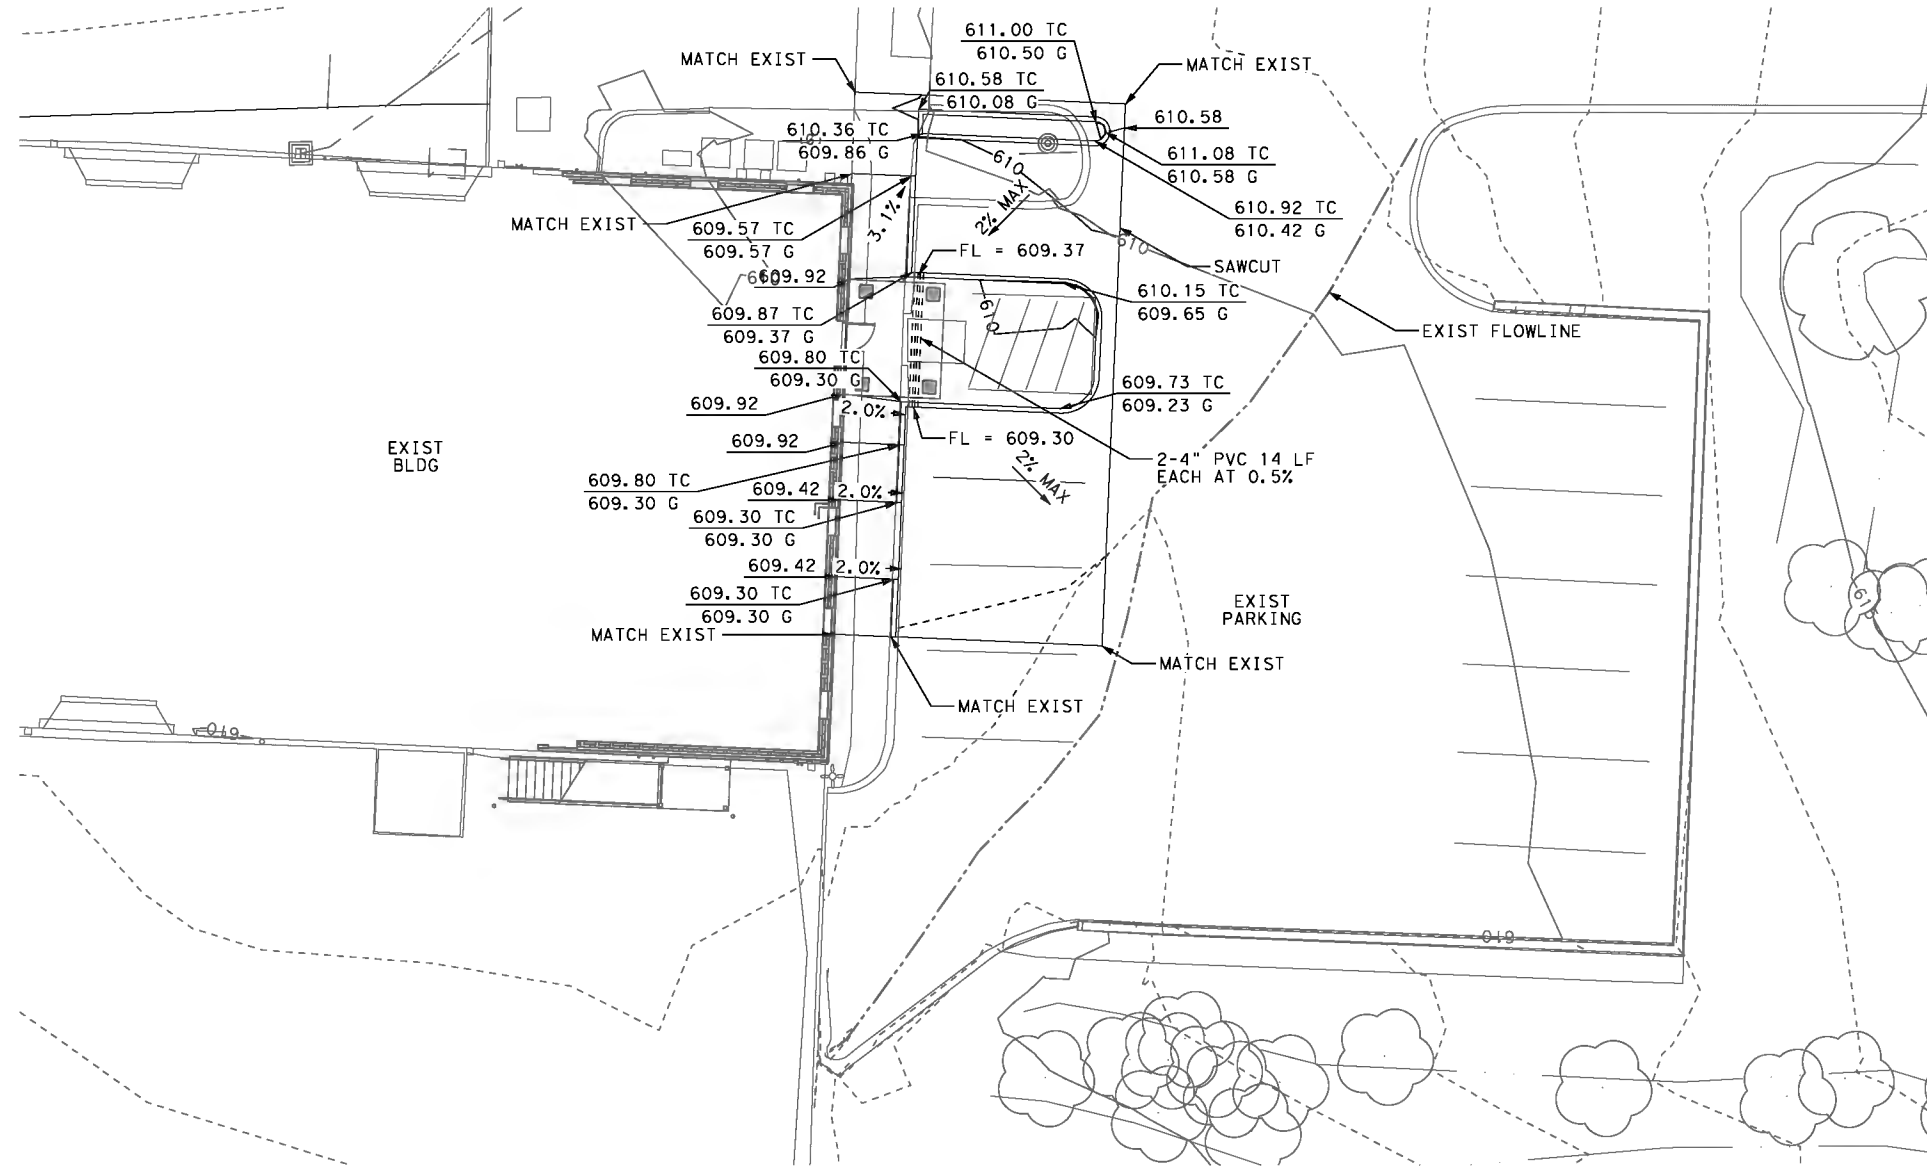 611.00 TC
610.50 G
MATCH EXIST
MATCH EXIST
610.58 TC
610.08 G
610.58
610.36 TC
609.86 G
611.08 TC
610.58 G
610
2% MAX
610.92 TC
610.42 G
MATCH EXIST
3.1%
609.57 TC
609.57 G
610
FL = 609.37
SAWCUT
609.92
610
610.15 TC
609.65 G
609.87 TC
609.37 G
610
EXIST FLOWLINE
609.80 TC
609.30 G
609.73 TC
609.23 G
609.92
2.0%
609.92
FL = 609.30
EXIST
BLDG
2% MAX
2-4" PVC 14 LF
EACH AT 0.5%
609.80 TC
609.30 G
609.42
2.0%
609.30 TC
609.30 G
609.42
2.0%
609.30 TC
609.30 G
EXIST
PARKING
MATCH EXIST
MATCH EXIST
MATCH EXIST
610
610